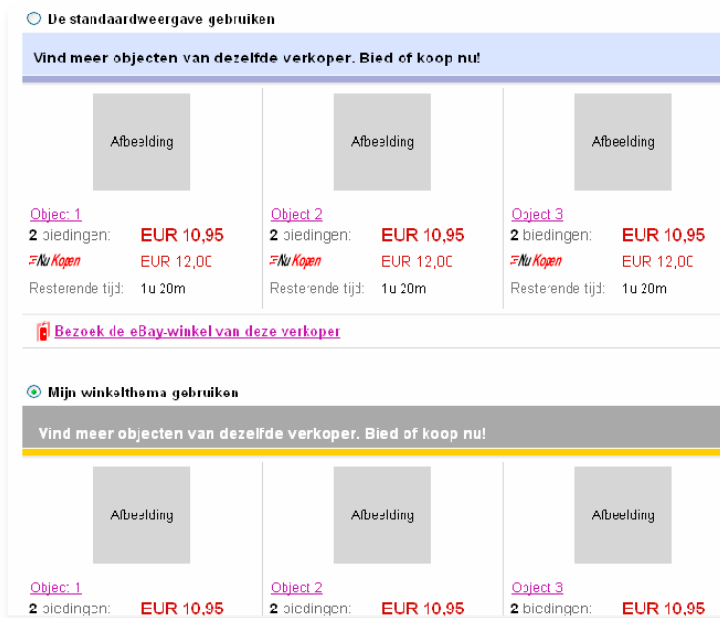 De standaardweergave gebruiken
Vind meer objecten van dezelfde verkoper. Bied of koop nu!
Afbeelding Afbeelding Afbeelding
Object 1 Object 2 Object 3
2 biedingen: EUR 10,95 2 biedingen: EUR 10,95 2 biedingen: EUR 10,95
Nu Kopen EUR 12,00 Nu Kopen EUR 12,00 Nu Kopen EUR 12,00
Resterende tijd: 1u 20m Resterende tijd: 1u 20m Resterende tijd: 1u 20m
Bezoek de eBay-winkel van deze verkoper
Mijn winkelthema gebruiken
Vind meer objecten van dezelfde verkoper. Bied of koop nu!
Afbeelding Afbeelding Afbeelding
Object 1 Object 2 Object 3
2 biedingen: EUR 10,95 2 biedingen: EUR 10,95 2 biedingen: EUR 10,95